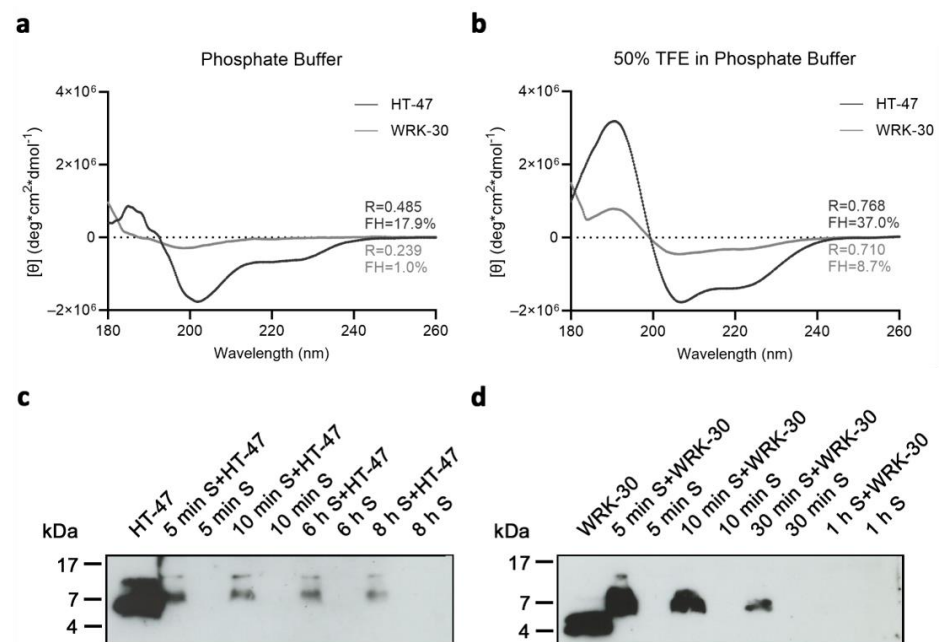 a
Phosphate Buffer
4×10⁶
2×10⁶
0
−2×10⁶
[θ] (deg*cm²*dmol⁻¹)
HT-47
WRK-30
R=0.485
FH=17.9%
R=0.239
FH=1.0%
180 200 220 240 260
Wavelength (nm)
b
50% TFE in Phosphate Buffer
4×10⁶
2×10⁶
0
−2×10⁶
[θ] (deg*cm²*dmol⁻¹)
HT-47
WRK-30
R=0.768
FH=37.0%
R=0.710
FH=8.7%
180 200 220 240 260
Wavelength (nm)
c
HT-47
5 min S+HT-47
5 min S
10 min S+HT-47
10 min S
6 h S+HT-47
6 h S
8 h S+HT-47
8 h S
kDa
17
7
4
d
WRK-30
5 min S+WRK-30
5 min S
10 min S+WRK-30
10 min S
30 min S+WRK-30
30 min S
1 h S+WRK-30
1 h S
kDa
17
7
4